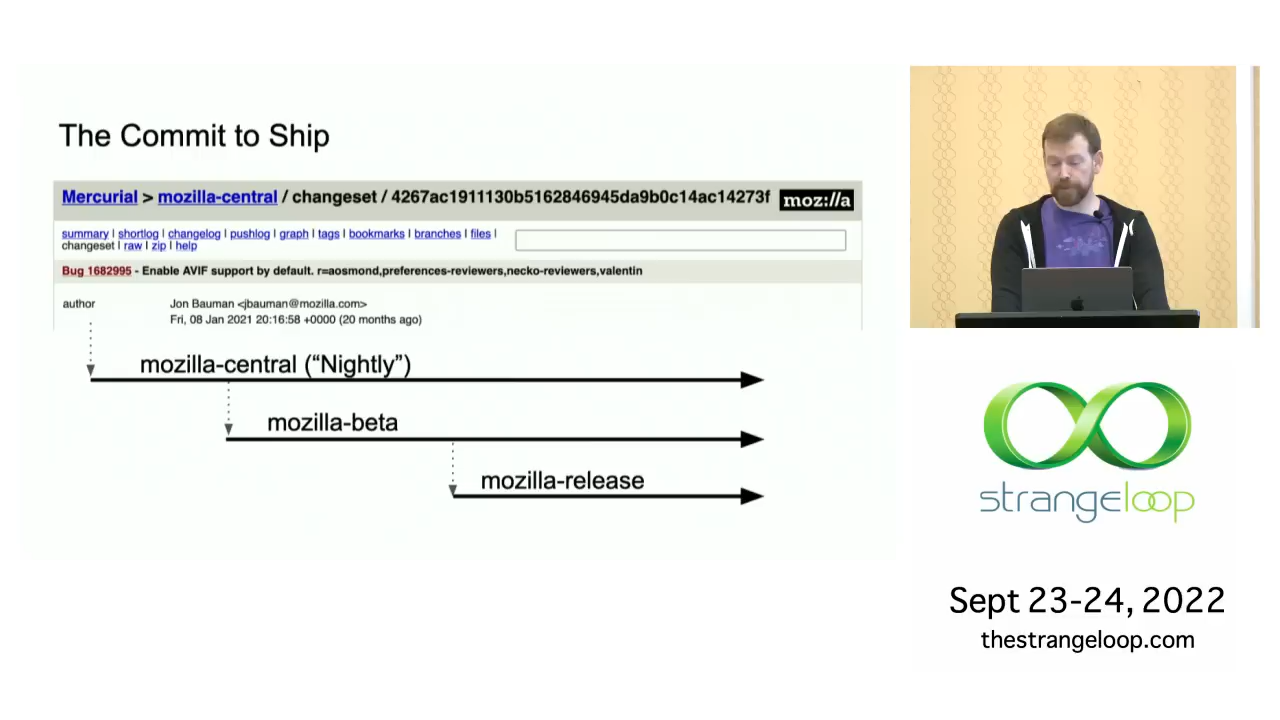 The Commit to Ship
Mercurial > mozilla-central / changeset / 4267ac1911130b5162846945da9b0c14ac14273f moz://a
summary | shortlog | changelog | pushlog | graph | tags | bookmarks | branches | files |
changeset | raw | zip | help
Bug 1682995 - Enable AVIF support by default. r=aosmond,preferences-reviewers,necko-reviewers,valentin
author Jon Bauman <jbauman@mozilla.com>
Fri, 08 Jan 2021 20:16:58 +0000 (20 months ago)
mozilla-central (“Nightly”)
mozilla-beta
mozilla-release
strangeloop
Sept 23-24, 2022
thestrangeloop.com